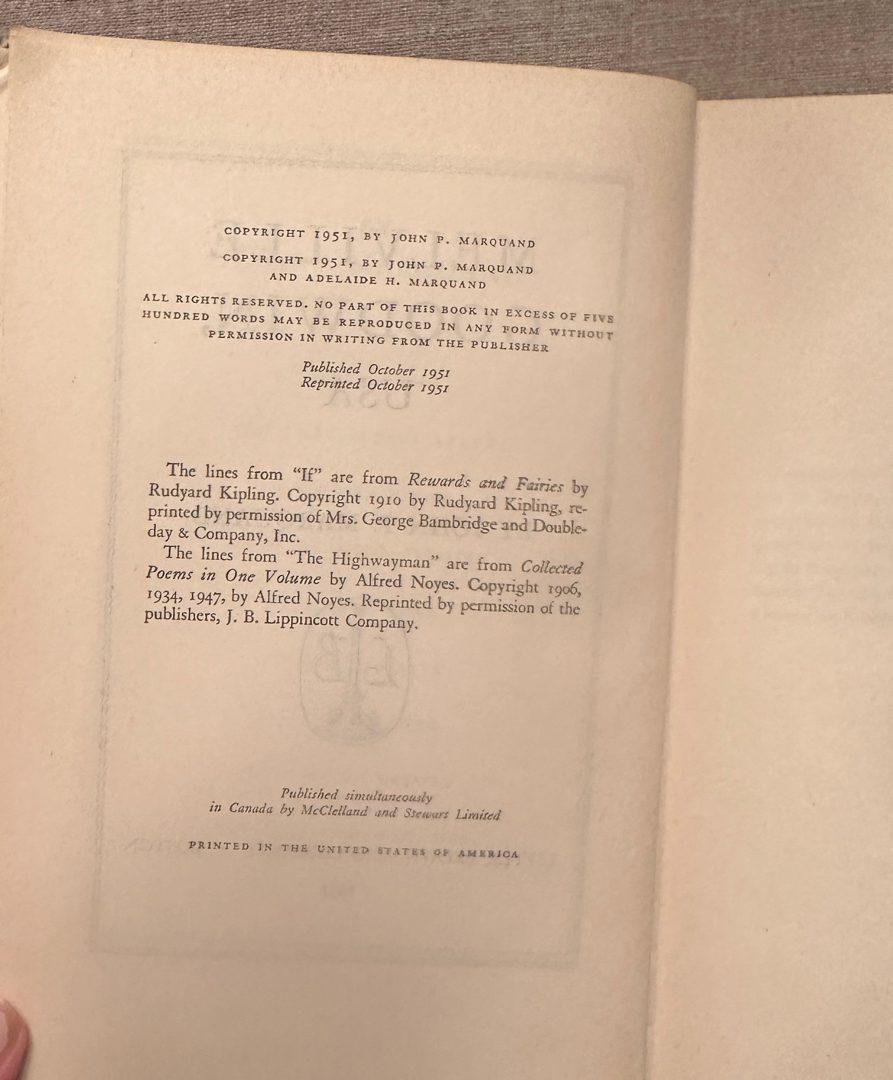 COPYRIGHT 1951, BY JOHN P. MARQUAND
COPYRIGHT 1951, BY JOHN P. MARQUAND
AND ADELAIDE H. MARQUAND
ALL RIGHTS RESERVED. NO PART OF THIS BOOK IN EXCESS OF FIVE
HUNDRED WORDS MAY BE REPRODUCED IN ANY FORM WITHOUT
PERMISSION IN WRITING FROM THE PUBLISHER
Published October 1951
Reprinted October 1951
The lines from “If” are from Rewards and Fairies by
Rudyard Kipling. Copyright 1910 by Rudyard Kipling, re-
printed by permission of Mrs. George Bambridge and Double-
day & Company, Inc.
The lines from “The Highwayman” are from Collected
Poems in One Volume by Alfred Noyes. Copyright 1906,
1934, 1947, by Alfred Noyes. Reprinted by permission of the
publishers, J. B. Lippincott Company.
Published simultaneously
in Canada by McClelland and Stewart Limited
PRINTED IN THE UNITED STATES OF AMERICA